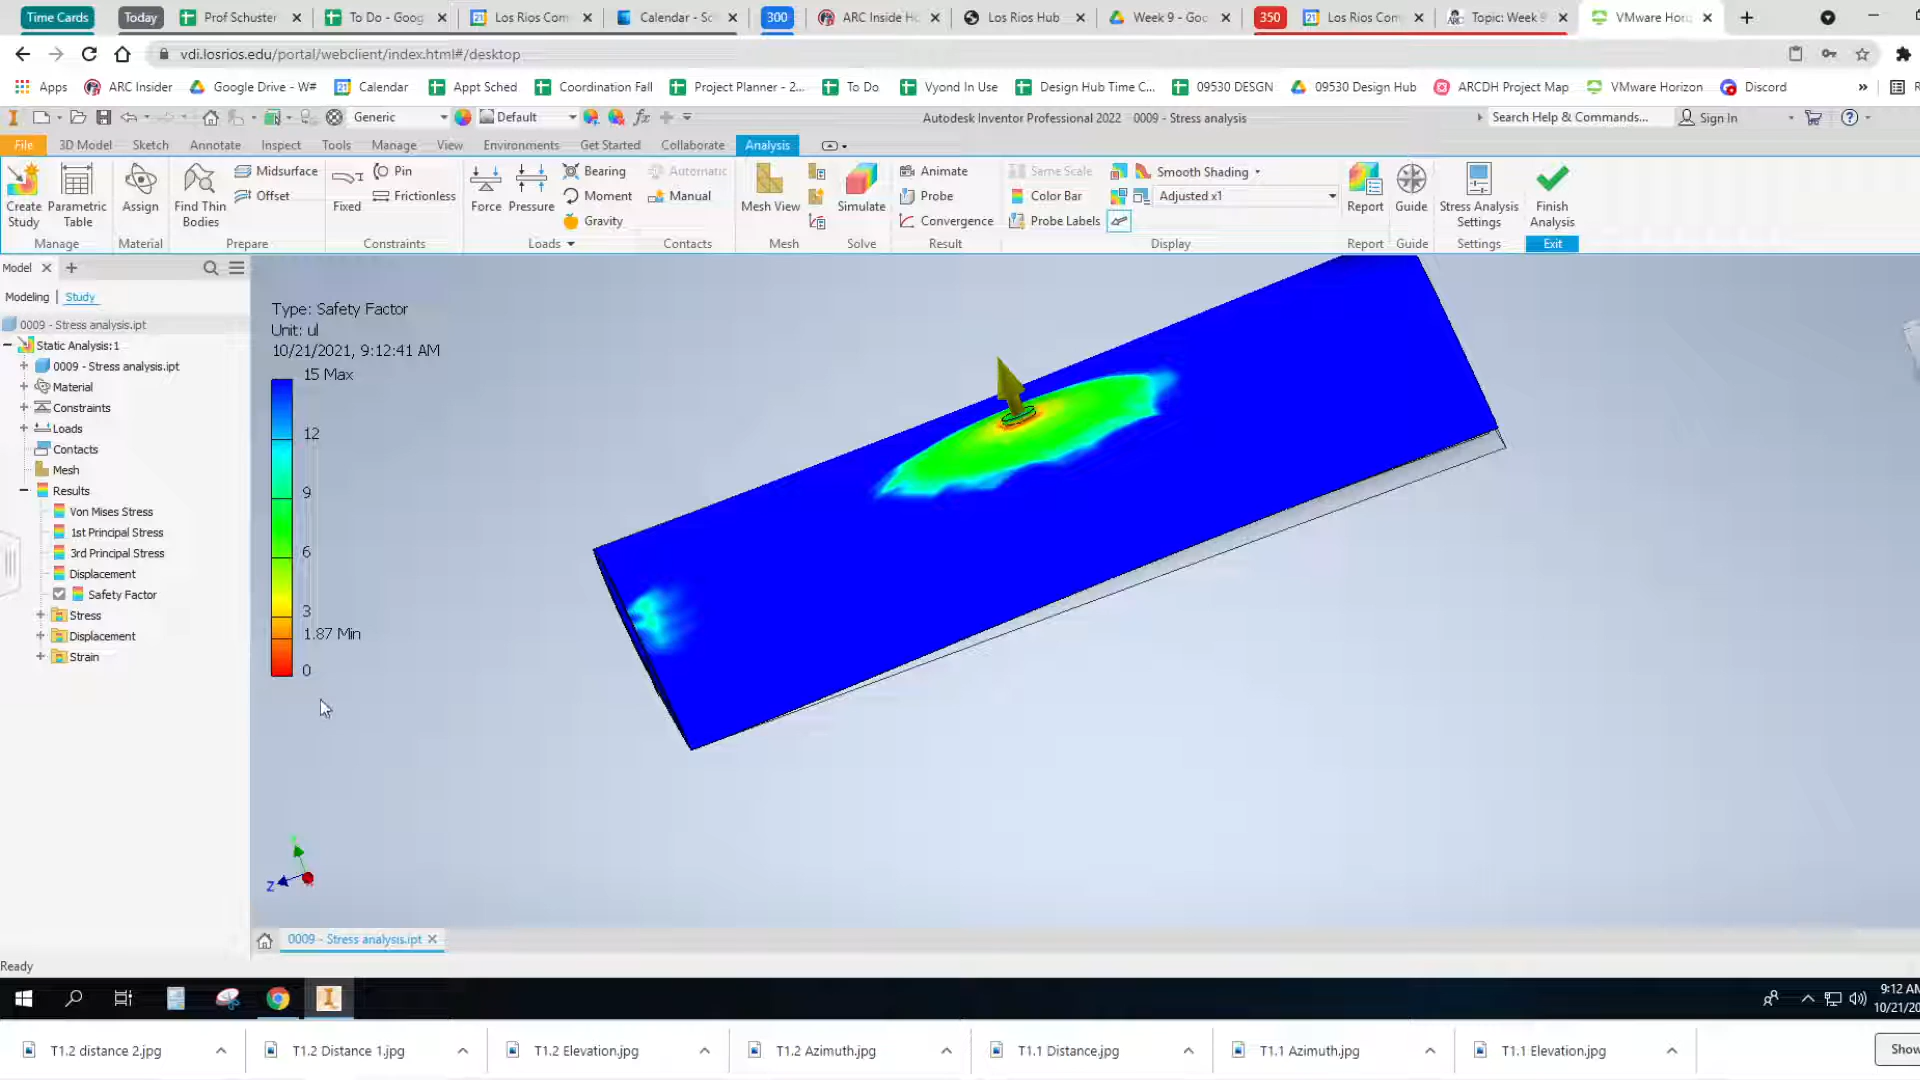 Time Cards Today Prof Schuster To Do - Goog Los Rios Com Calendar - Sc 300 ARC Inside Ho Los Rios Hub Week 9 - Goo 350 Los Rios Com Topic: Week 9 VMware Hori
vdi.losrios.edu/portal/webclient/index.html#/desktop
Apps ARC Insider Google Drive - W# Calendar Appt Sched Coordination Fall Project Planner - 2... To Do Vyond In Use Design Hub Time C... 09530 DESGN 09530 Design Hub ARCDH Project Map VMware Horizon Discord »
Generic Default fx Autodesk Inventor Professional 2022 0009 - Stress analysis Search Help & Commands... Sign In
File 3D Model Sketch Annotate Inspect Tools Manage View Environments Get Started Collaborate Analysis
Midsurface Pin Bearing Automatic Animate Same Scale Smooth Shading
Offset Frictionless Moment Manual Probe Color Bar Adjusted x1
Create Study Parametric Table Assign Find Thin Bodies Fixed Force Pressure Gravity Mesh View Simulate Convergence Probe Labels Report Guide Stress Analysis Settings Finish Analysis
Manage Material Prepare Constraints Loads Contacts Mesh Solve Result Display Report Guide Settings Exit
Model
Modeling Study
0009 - Stress analysis.ipt
Static Analysis:1
0009 - Stress analysis.ipt
Material
Constraints
Loads
Contacts
Mesh
Results
Von Mises Stress
1st Principal Stress
3rd Principal Stress
Displacement
Safety Factor
Stress
Displacement
Strain
Type: Safety Factor
Unit: ul
10/21/2021, 9:12:41 AM
15 Max
12
9
6
3
1.87 Min
0
Z
0009 - Stress analysis.ipt
Ready
9:12 AM
10/21/20
T1.2 distance 2.jpg T1.2 Distance 1.jpg T1.2 Elevation.jpg T1.2 Azimuth.jpg T1.1 Distance.jpg T1.1 Azimuth.jpg T1.1 Elevation.jpg Show